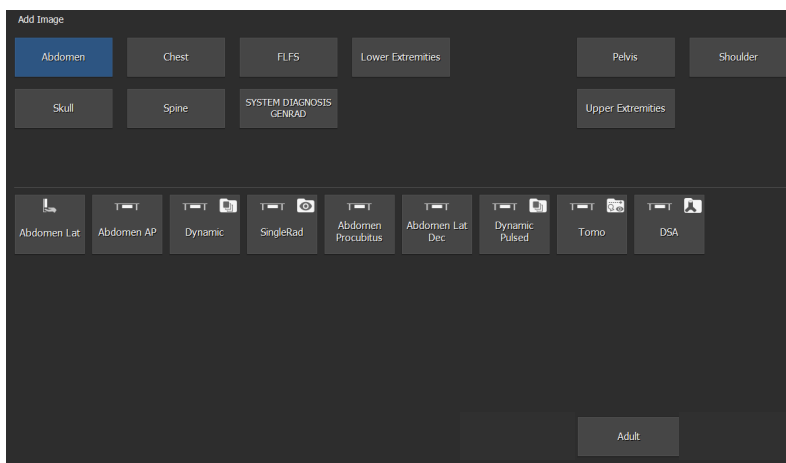 Add Image
Abdomen
Chest
FLFS
Lower Extremities
Pelvis
Shoulder
Skull
Spine
SYSTEM DIAGNOSIS
GENRAD
Upper Extremities
Abdomen Lat
Abdomen AP
Dynamic
SingleRad
Abdomen
Procubitus
Abdomen Lat
Dec
Dynamic
Pulsed
Tomo
DSA
Adult